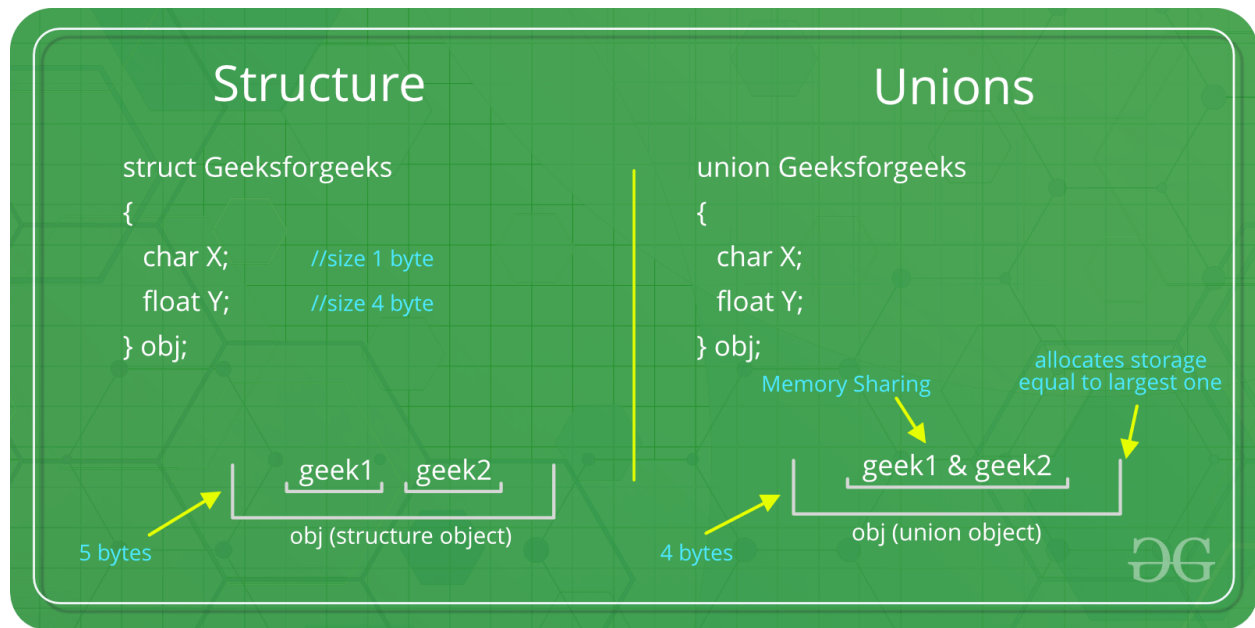 Structure
struct Geeksforgeeks
{
char X; //size 1 byte
float Y; //size 4 byte
} obj;
geek1 geek2
obj (structure object)
5 bytes
Unions
union Geeksforgeeks
{
char X;
float Y;
} obj;
Memory Sharing
allocates storage
equal to largest one
geek1 & geek2
obj (union object)
4 bytes